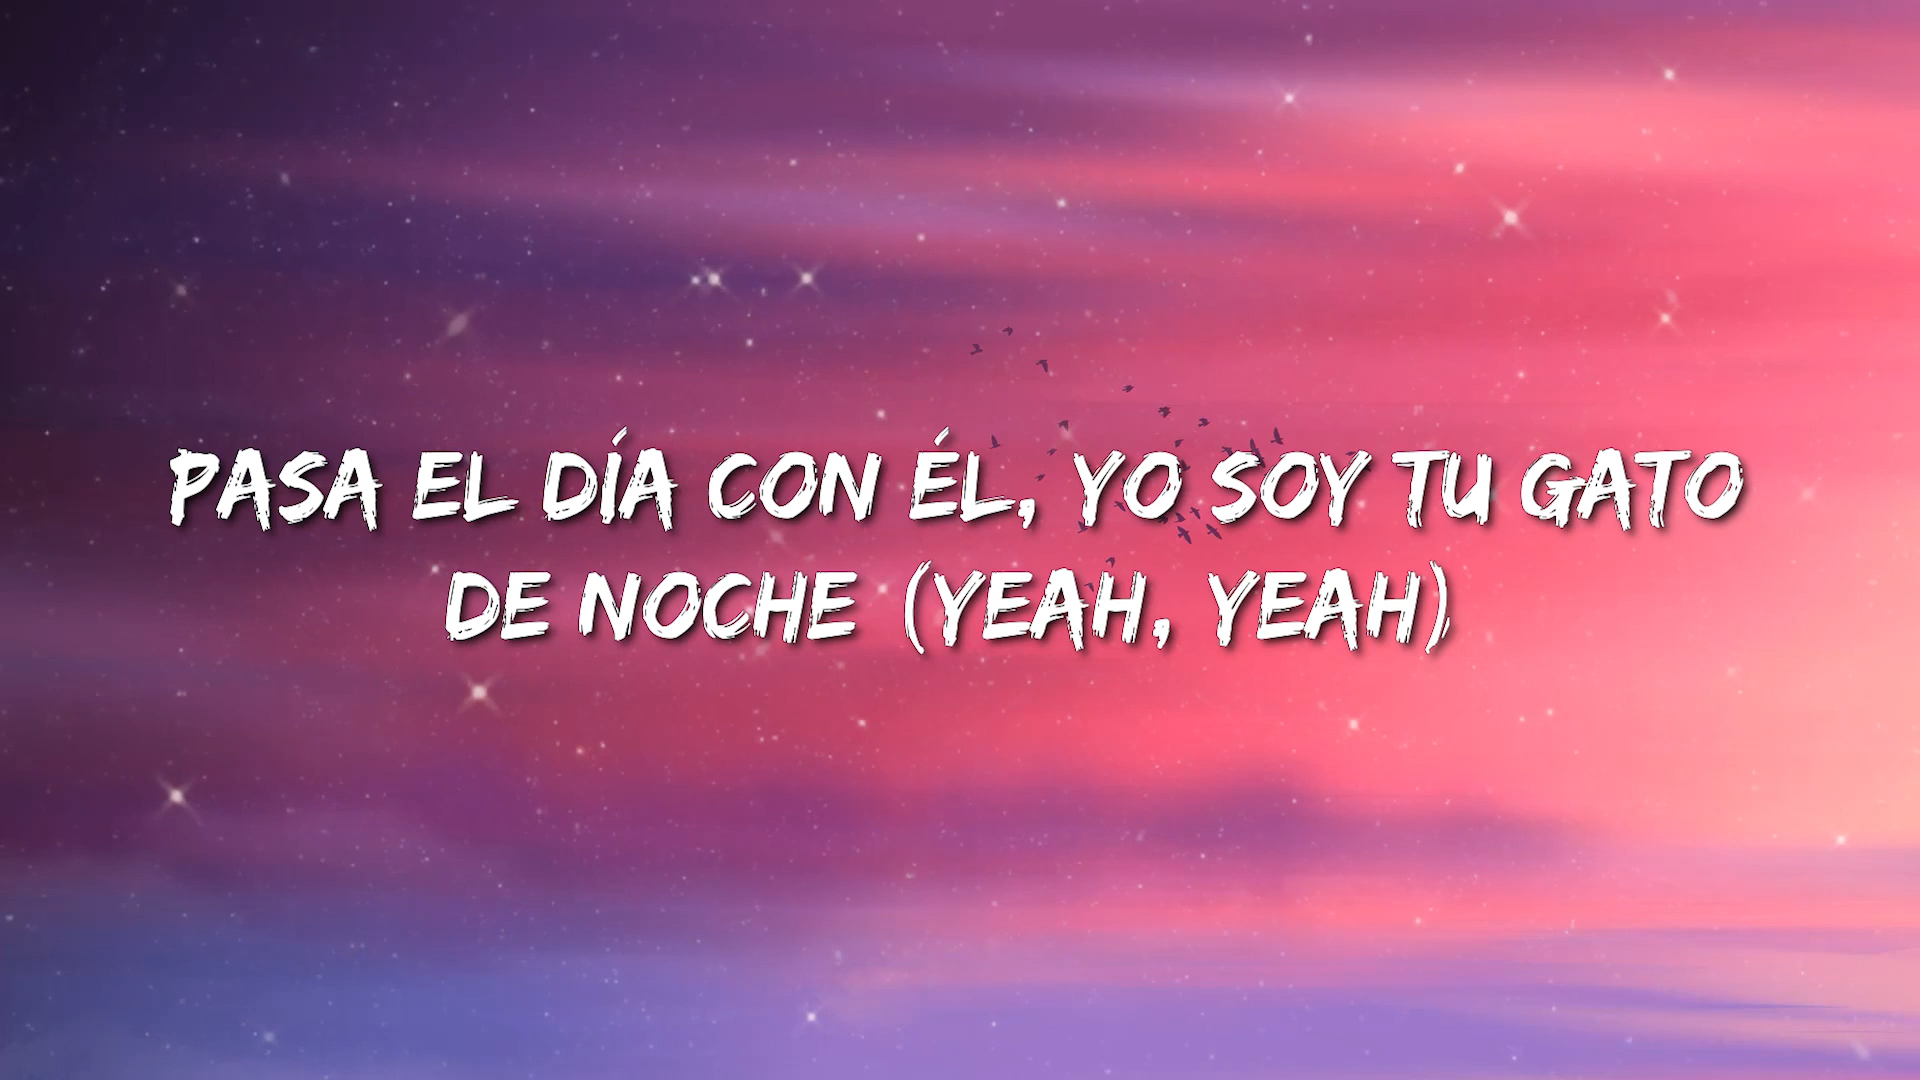 PASA EL DÍA CON ÉL, YO SOY TU GATO
DE NOCHE (YEAH, YEAH)